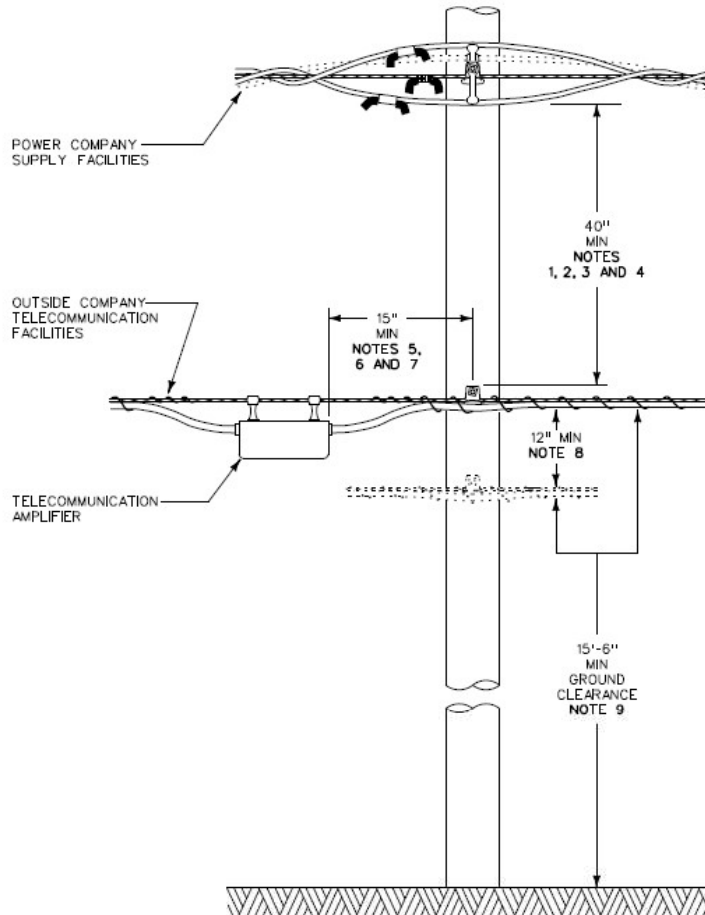 POWER COMPANY
SUPPLY FACILITIES
40"
MIN
NOTES
1, 2, 3 AND 4
OUTSIDE COMPANY
TELECOMMUNICATION
FACILITIES
15"
MIN
NOTES 5,
6 AND 7
12" MIN
NOTE 8
TELECOMMUNICATION
AMPLIFIER
15'-6"
MIN
GROUND
CLEARANCE
NOTE 9